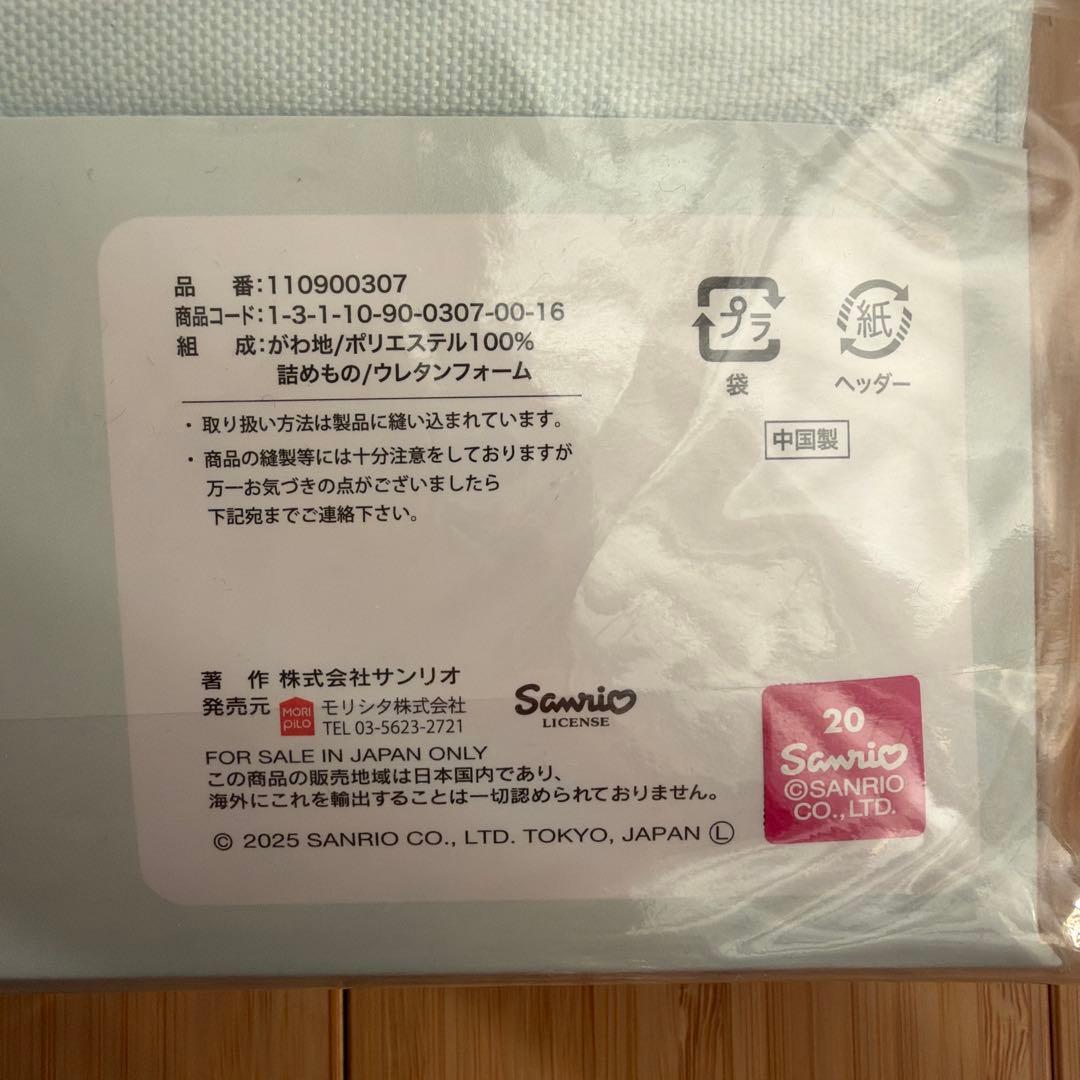 品　番:110900307
商品コード:1-3-1-10-90-0307-00-16
組　成:がわ地/ポリエステル100%
詰めもの/ウレタンフォーム
・取り扱い方法は製品に縫い込まれています。
・商品の縫製等には十分注意をしておりますが
万一お気づきの点がございましたら
下記宛までご連絡下さい。
プラ
袋
紙
ヘッダー
中国製
著　作 株式会社サンリオ
発売元 MORI PiLO モリシタ株式会社
TEL 03-5623-2721
Sanrio
LICENSE
FOR SALE IN JAPAN ONLY
この商品の販売地域は日本国内であり、
海外にこれを輸出することは一切認められておりません。
© 2025 SANRIO CO., LTD. TOKYO, JAPAN Ⓛ
20
Sanrio
©SANRIO
CO., LTD.